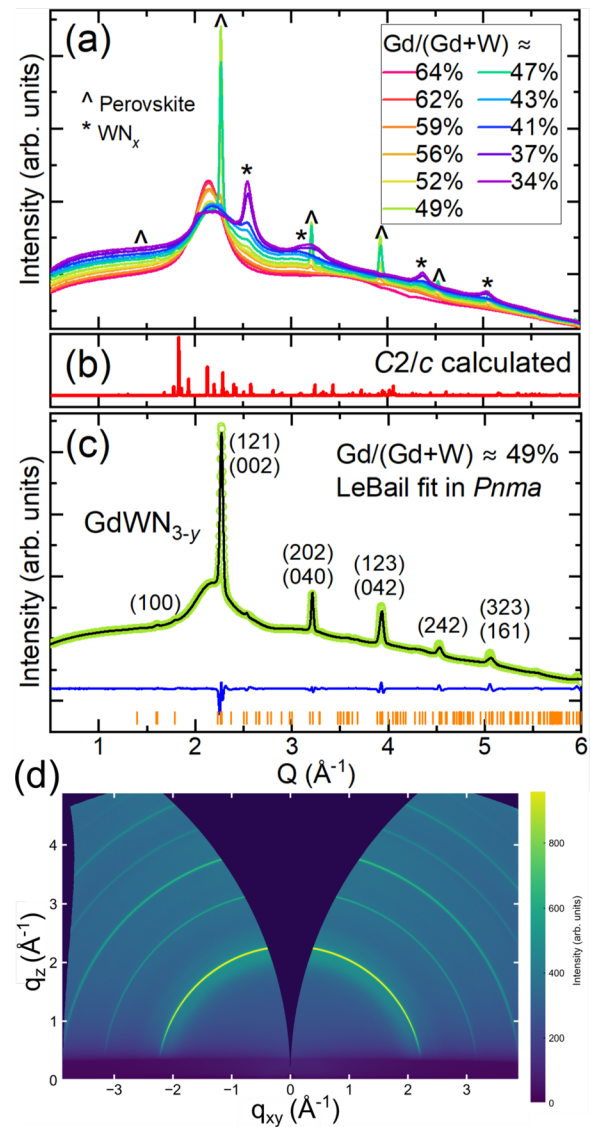 (a)
Gd/(Gd+W) ≈
64% 47%
62% 43%
59% 41%
56% 37%
52% 34%
49%
^ Perovskite
* WNₓ
^
^
*
*
^
^
*
^
*
Intensity (arb. units)
(b)
C2/c calculated
(c)
Gd/(Gd+W) ≈ 49%
LeBail fit in Pnma
GdWN₃₋ᵧ
(121)
(002)
(100)
(202)
(040)
(123)
(042)
(242)
(323)
(161)
Intensity (arb. units)
1 2 3 4 5 6
Q (Å⁻¹)
(d)
4
3
2
1
0
q_z (Å⁻¹)
−3 −2 −1 0 1 2 3
q_xy (Å⁻¹)
800
600
400
200
0
Intensity (arb. units)